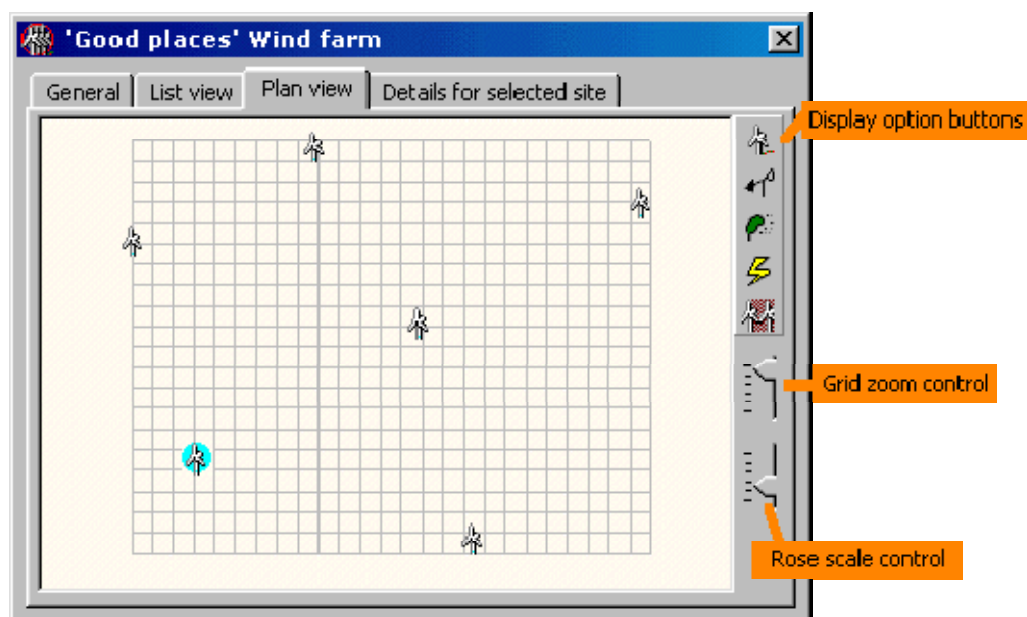 'Good places' Wind farm
General List view Plan view Details for selected site
Display option buttons
Grid zoom control
Rose scale control